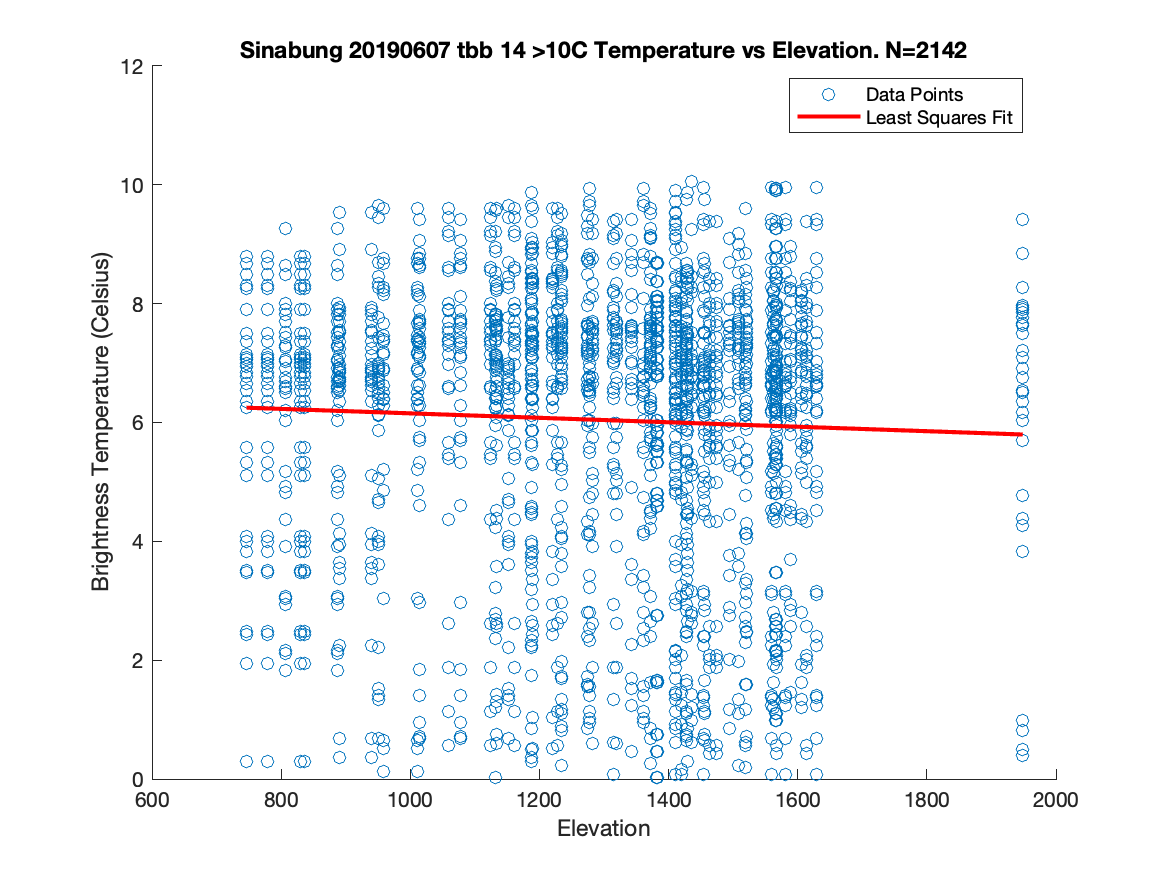 Sinabung 20190607 tbb 14 >10C Temperature vs Elevation. N=2142
Data Points
Least Squares Fit
12
10
8
6
4
2
0
Brightness Temperature (Celsius)
600 800 1000 1200 1400 1600 1800 2000
Elevation